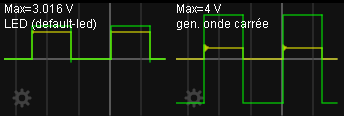 Max=3.016 V
LED (default-led)
Max=4 V
gen. onde carrée